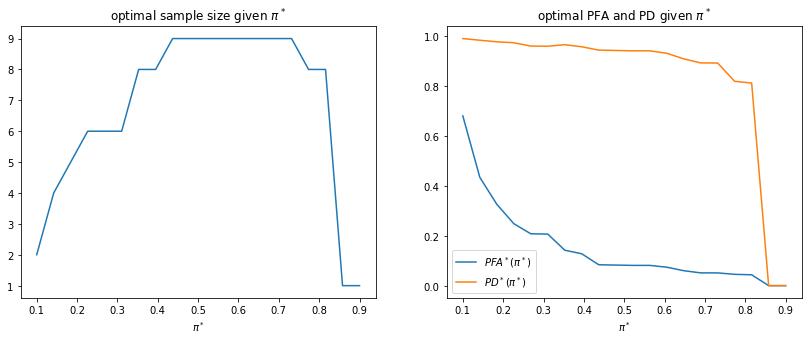 optimal sample size given π*
9
8
7
6
5
4
3
2
1
0.1 0.2 0.3 0.4 0.5 0.6 0.7 0.8 0.9
π*
optimal PFA and PD given π*
1.0
0.8
0.6
0.4
0.2
0.0
PFA*(π*)
PD*(π*)
0.1 0.2 0.3 0.4 0.5 0.6 0.7 0.8 0.9
π*